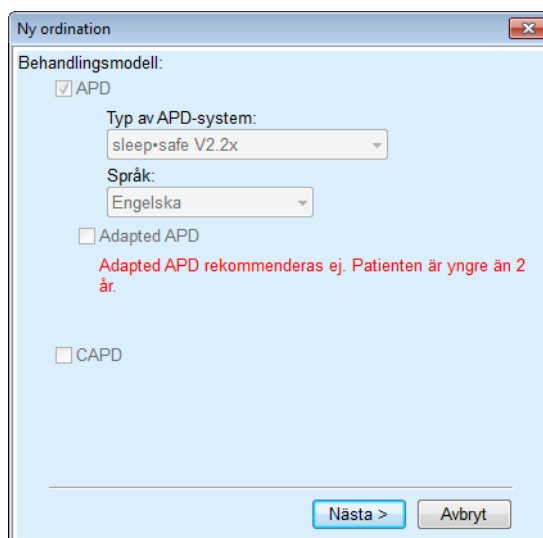 Ny ordination
Behandlingsmodell:
APD
Typ av APD-system:
sleep•safe V2.2x
Språk:
Engelska
Adapted APD
Adapted APD rekommenderas ej. Patienten är yngre än 2
år.
CAPD
Nästa >
Avbryt